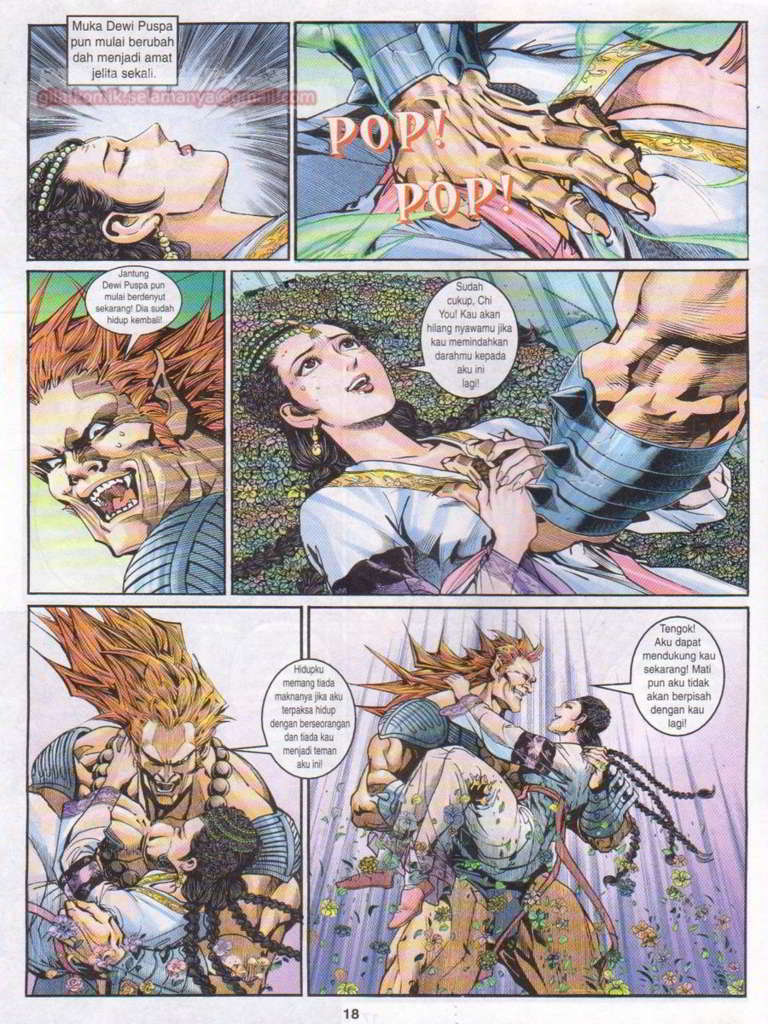 Muka Dewi Puspa
pun mulai berubah
dah menjadi amat
jelita sekali.
POP!
POP!
Jantung
Dewi Puspa pun
mulai berdenyut
sekarang! Dia sudah
hidup kembali!
Sudah
cukup, Chi
You! Kau akan
hilang nyawamu jika
kau memindahkan
darahmu kepada
aku ini
lagi!
Hidupku
memang tiada
maknanya jika aku
terpaksa hidup
dengan berseorangan
dan tiada kau
menjadi teman
aku ini!
Tengok!
Aku dapat
mendukung kau
sekarang! Mati
pun aku tidak
akan berpisah
dengan kau
lagi!
18